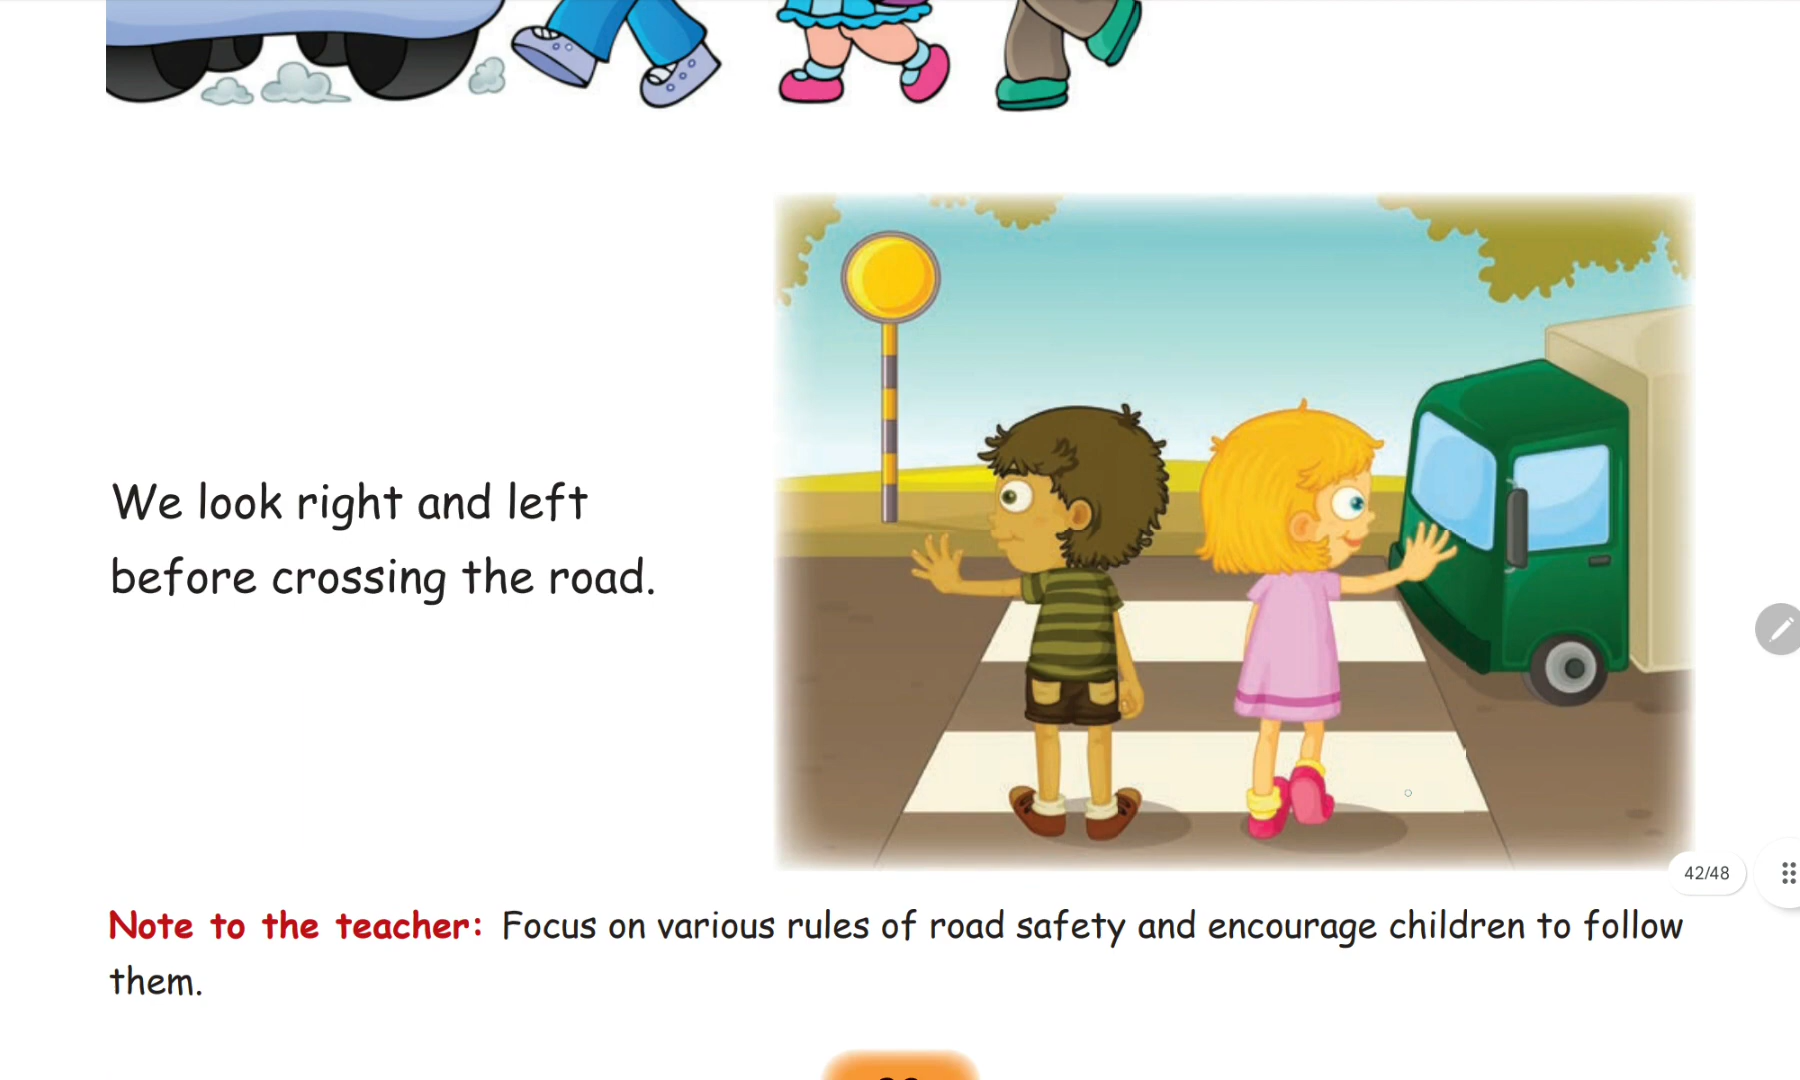 We look right and left
before crossing the road.
42/48
Note to the teacher: Focus on various rules of road safety and encourage children to follow
them.